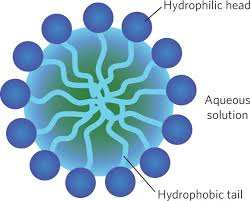 Hydrophilic head
Aqueous
solution
Hydrophobic tail